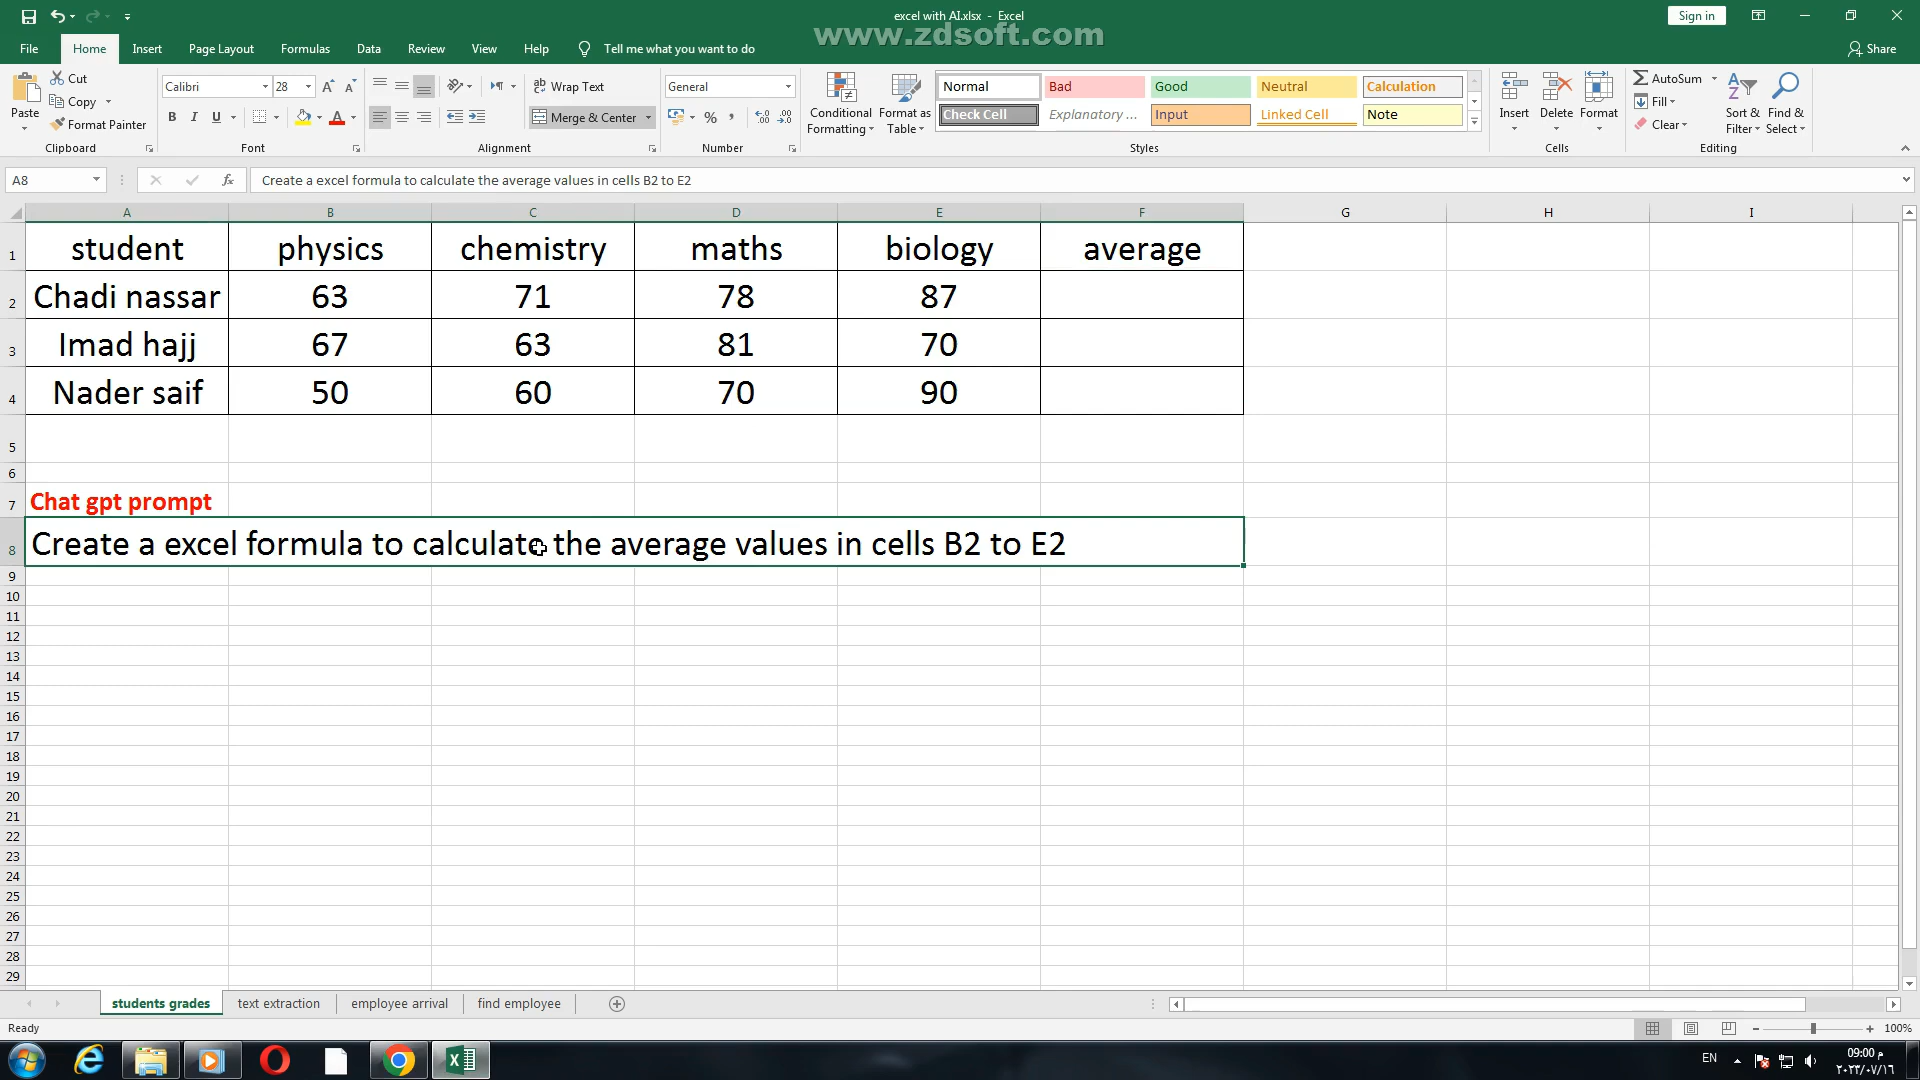 excel with AI.xlsx - Excel
Sign in
www.zdsoft.com
File Home Insert Page Layout Formulas Data Review View Help Tell me what you want to do Share
Paste
Cut
Copy
Format Painter
Clipboard
Calibri 28
B I U
Font
Wrap Text
Merge & Center
Alignment
General
Number
Conditional Formatting
Format as Table
Normal Bad Good Neutral Calculation
Check Cell Explanatory ... Input Linked Cell Note
Styles
Insert Delete Format
Cells
AutoSum
Fill
Clear
Sort & Filter
Find & Select
Editing
A8 fx Create a excel formula to calculate the average values in cells B2 to E2
A B C D E F G H I
1 student physics chemistry maths biology average
2 Chadi nassar 63 71 78 87
3 Imad hajj 67 63 81 70
4 Nader saif 50 60 70 90
5
6
7 Chat gpt prompt
8 Create a excel formula to calculate the average values in cells B2 to E2
9
10
11
12
13
14
15
16
17
18
19
20
21
22
23
24
25
26
27
28
29
students grades text extraction employee arrival find employee
Ready 100%
EN
09:00 م
٢٠٢٣/٠٧/١٦